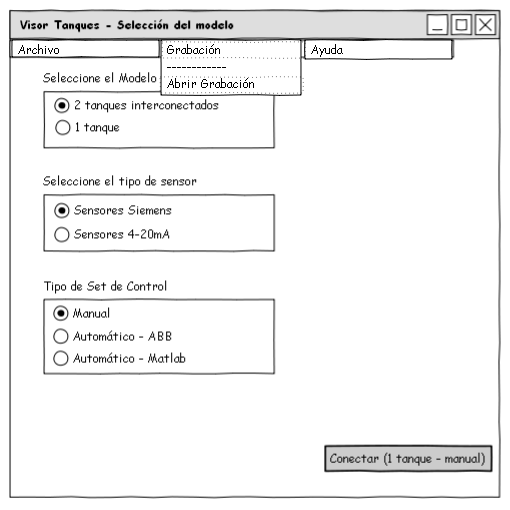 Visor Tanques - Selección del modelo
Archivo
Grabación
Ayuda
------------
Abrir Grabación
Seleccione el Modelo
2 tanques interconectados
1 tanque
Seleccione el tipo de sensor
Sensores Siemens
Sensores 4-20mA
Tipo de Set de Control
Manual
Automático - ABB
Automático - Matlab
Conectar (1 tanque - manual)